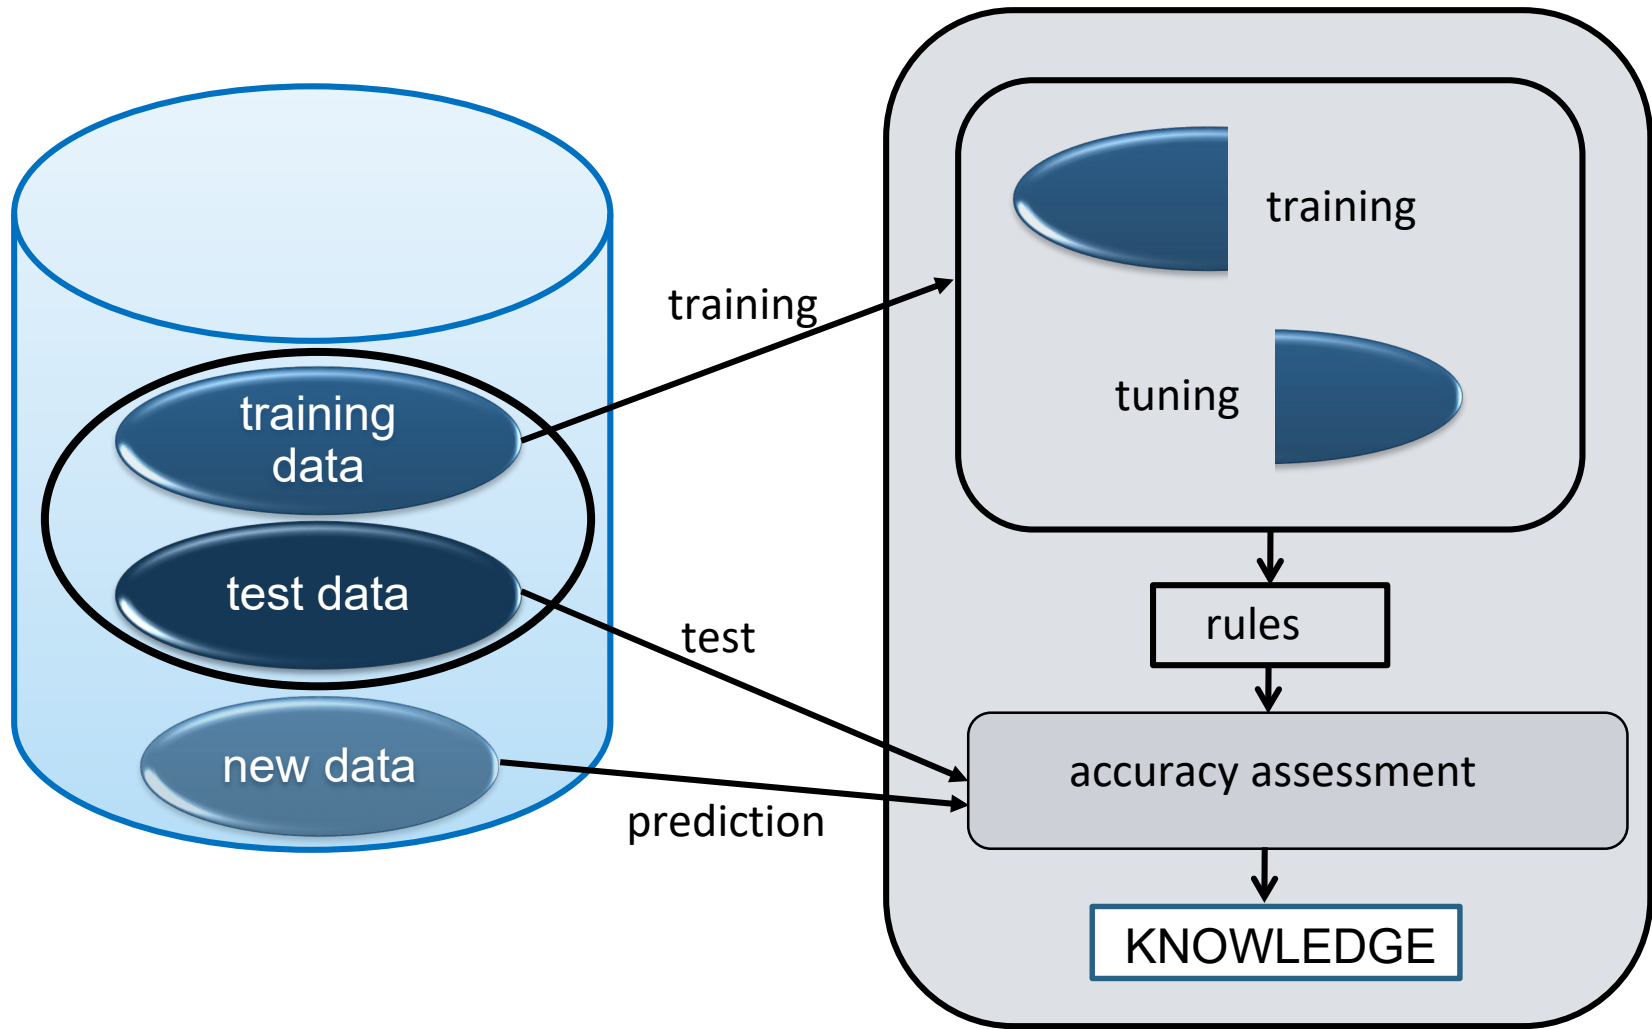 training
data
test data
new data
training
test
prediction
training
tuning
rules
accuracy assessment
KNOWLEDGE